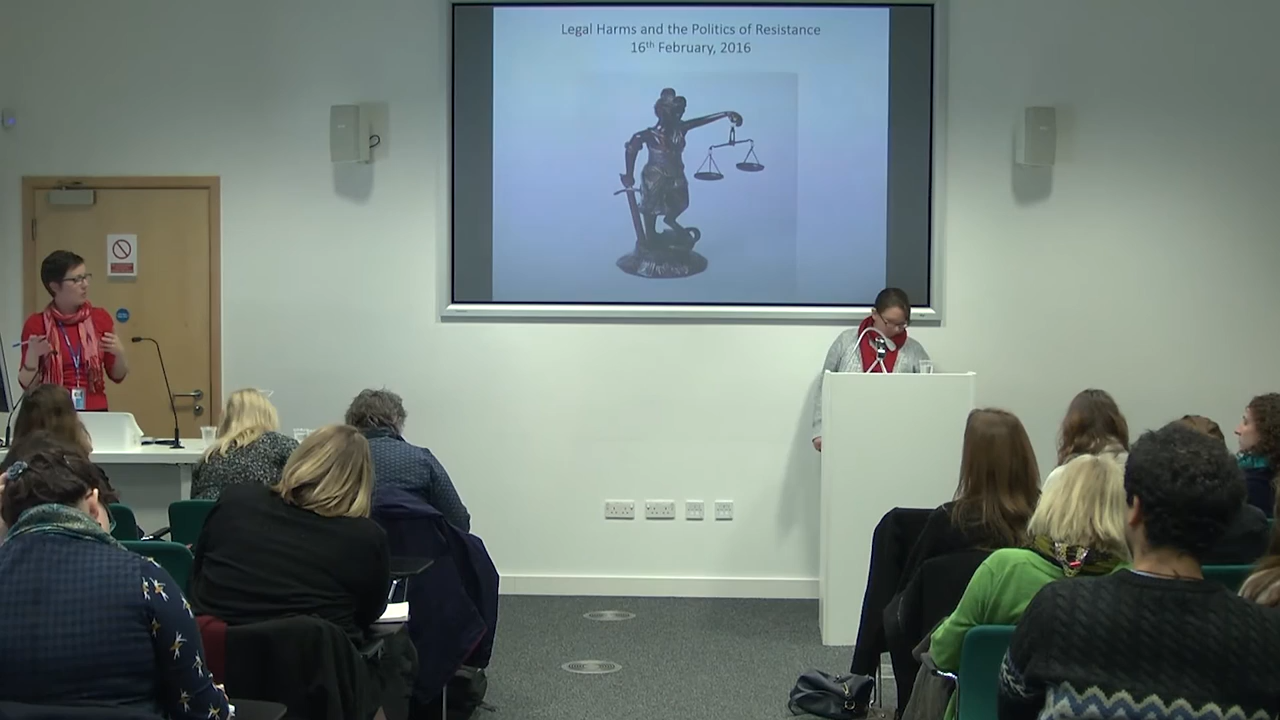 Legal Harms and the Politics of Resistance
16th February, 2016